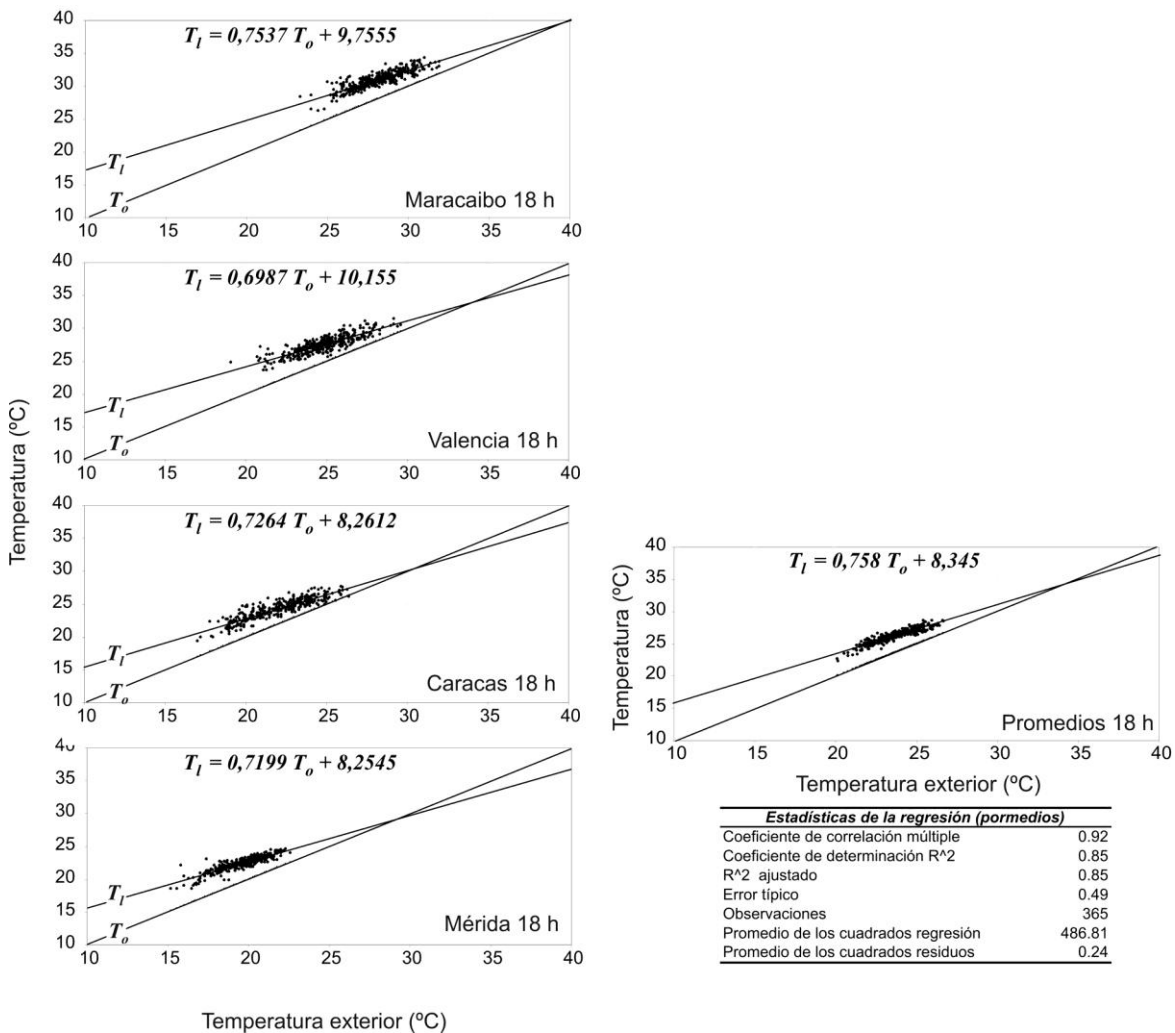 Temperatura (ºC)
40
35
30
25
20
15
10
T_l = 0,7537 T_o + 9,7555
T_l
T_o
Maracaibo 18 h
10 15 20 25 30 35 40
40
35
30
25
20
15
10
T_l = 0,6987 T_o + 10,155
T_l
T_o
Valencia 18 h
10 15 20 25 30 35 40
40
35
30
25
20
15
10
T_l = 0,7264 T_o + 8,2612
T_l
T_o
Caracas 18 h
10 15 20 25 30 35 40
40
35
30
25
20
15
10
T_l = 0,7199 T_o + 8,2545
T_l
T_o
Mérida 18 h
10 15 20 25 30 35 40
Temperatura exterior (ºC)
Temperatura (ºC)
40
35
30
25
20
15
10
T_l = 0,758 T_o + 8,345
Promedios 18 h
10 15 20 25 30 35 40
Temperatura exterior (ºC)
Estadísticas de la regresión (pormedios)
Coeficiente de correlación múltiple 0.92
Coeficiente de determinación R^2 0.85
R^2 ajustado 0.85
Error típico 0.49
Observaciones 365
Promedio de los cuadrados regresión 486.81
Promedio de los cuadrados residuos 0.24